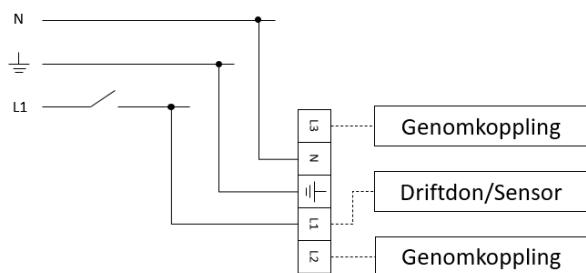 N
L1
L3
Genomkoppling
N
Driftdon/Sensor
L1
L2
Genomkoppling